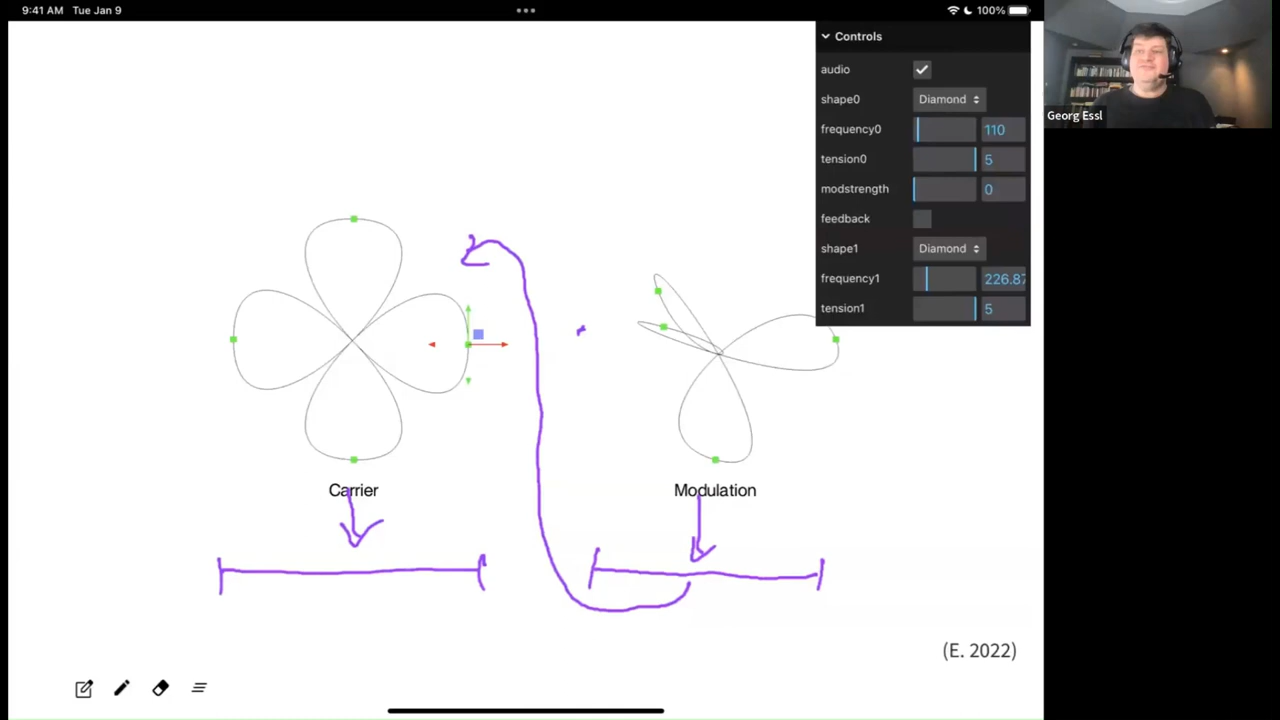 9:41 AM Tue Jan 9
100%
Controls
audio
shape0 Diamond
frequency0 110
tension0 5
modstrength 0
feedback
shape1 Diamond
frequency1 226.87
tension1 5
Georg Essl
Carrier
Modulation
(E. 2022)